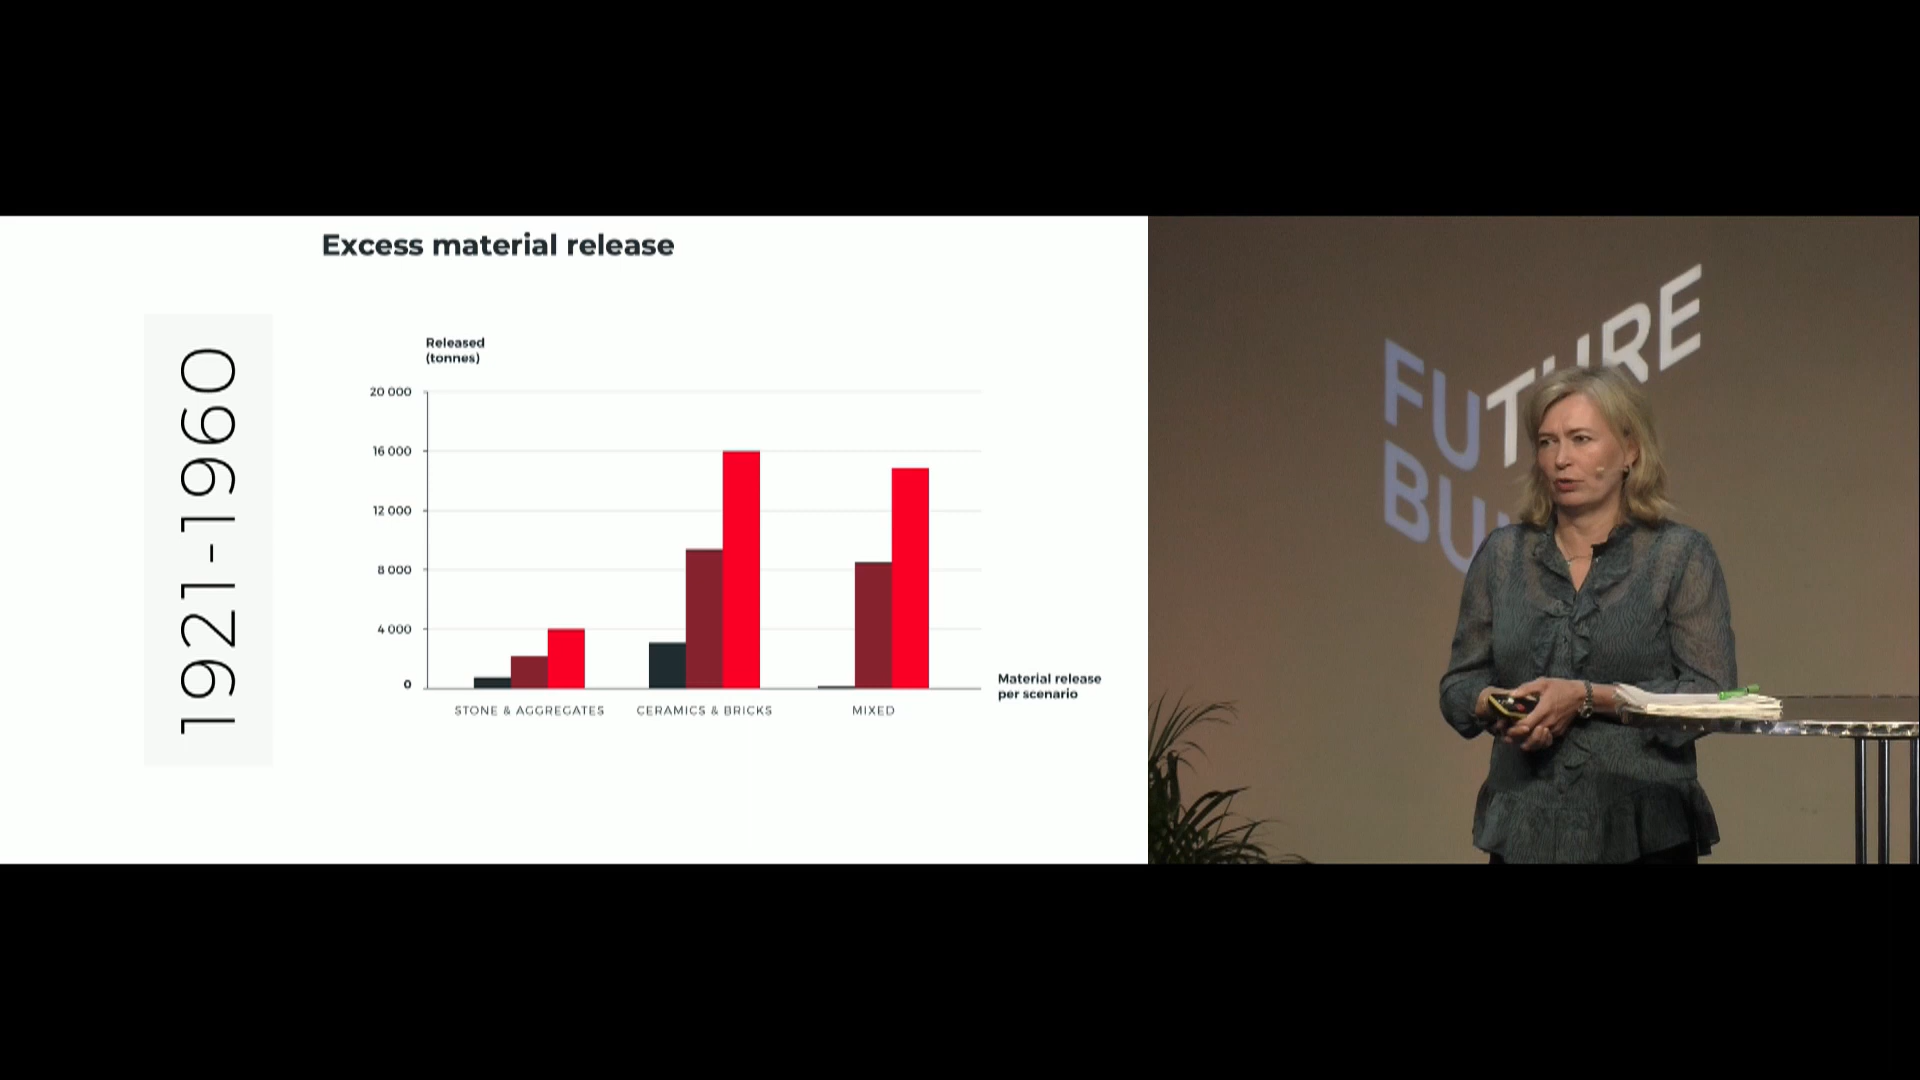 Excess material release
1921-1960
Released
(tonnes)
20 000
16 000
12 000
8 000
4 000
0
STONE & AGGREGATES
CERAMICS & BRICKS
MIXED
Material release
per scenario
FUTURE
BU